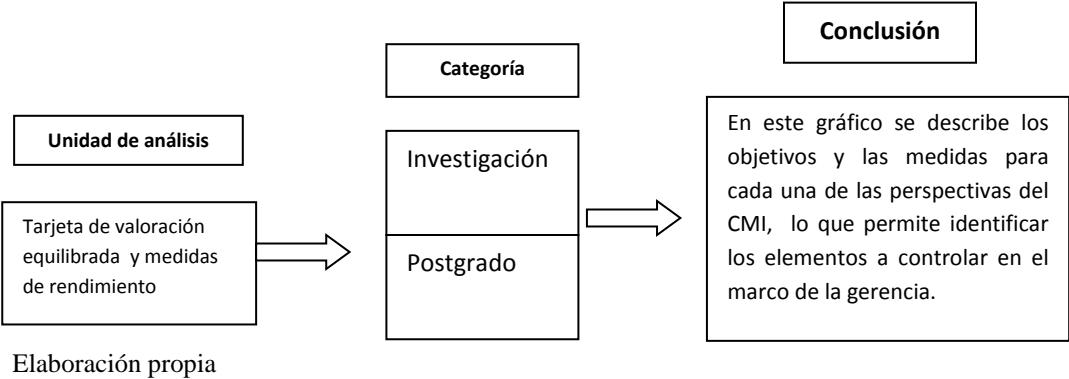 Unidad de análisis
Tarjeta de valoración
equilibrada y medidas
de rendimiento
Categoría
Investigación
Postgrado
Conclusión
En este gráfico se describe los
objetivos y las medidas para
cada una de las perspectivas del
CMI, lo que permite identificar
los elementos a controlar en el
marco de la gerencia.
Elaboración propia